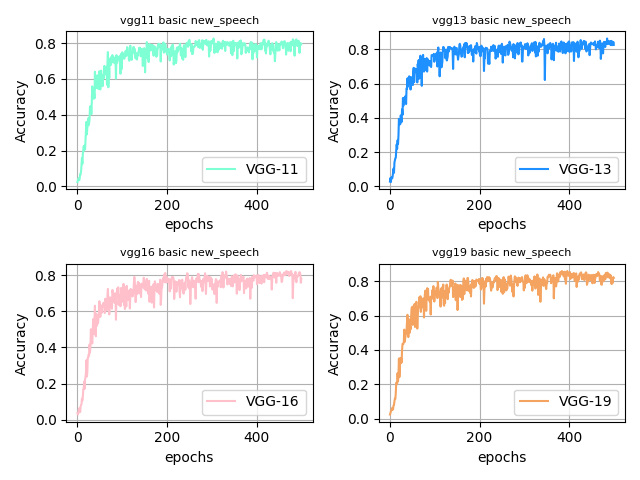 vgg11 basic new_speech
Accuracy
0.8
0.6
0.4
0.2
0.0
VGG-11
0
200
400
epochs
vgg13 basic new_speech
Accuracy
0.8
0.6
0.4
0.2
0.0
VGG-13
0
200
400
epochs
vgg16 basic new_speech
Accuracy
0.8
0.6
0.4
0.2
0.0
VGG-16
0
200
400
epochs
vgg19 basic new_speech
Accuracy
0.8
0.6
0.4
0.2
0.0
VGG-19
0
200
400
epochs